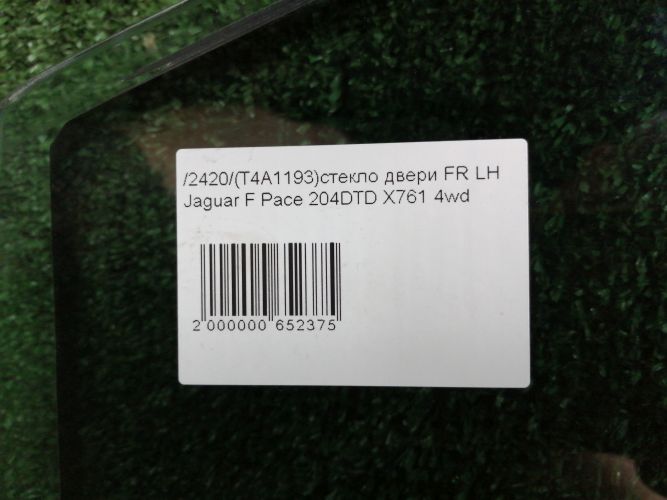 /2420/(T4A1193)стекло двери FR LH
Jaguar F Pace 204DTD X761 4wd
2 000000 652375